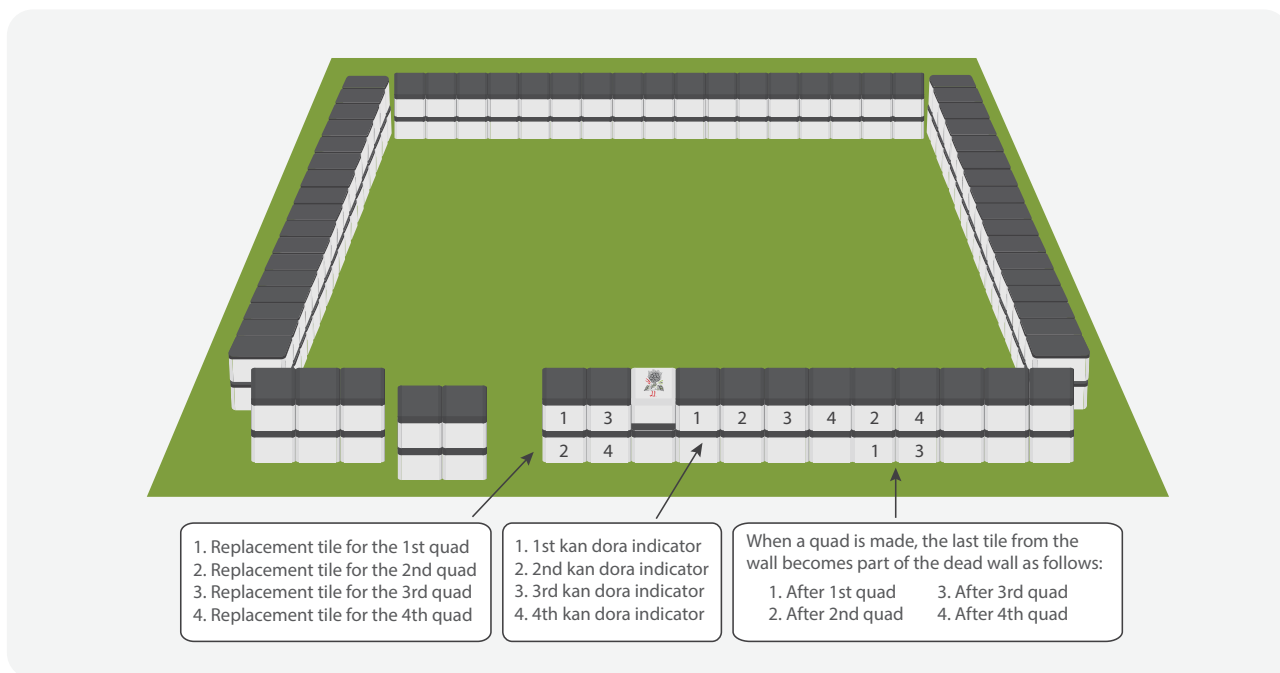 1 3 1 2 3 4 2 4
2 4 1 3
1. Replacement tile for the 1st quad
2. Replacement tile for the 2nd quad
3. Replacement tile for the 3rd quad
4. Replacement tile for the 4th quad
1. 1st kan dora indicator
2. 2nd kan dora indicator
3. 3rd kan dora indicator
4. 4th kan dora indicator
When a quad is made, the last tile from the
wall becomes part of the dead wall as follows:
1. After 1st quad 3. After 3rd quad
2. After 2nd quad 4. After 4th quad